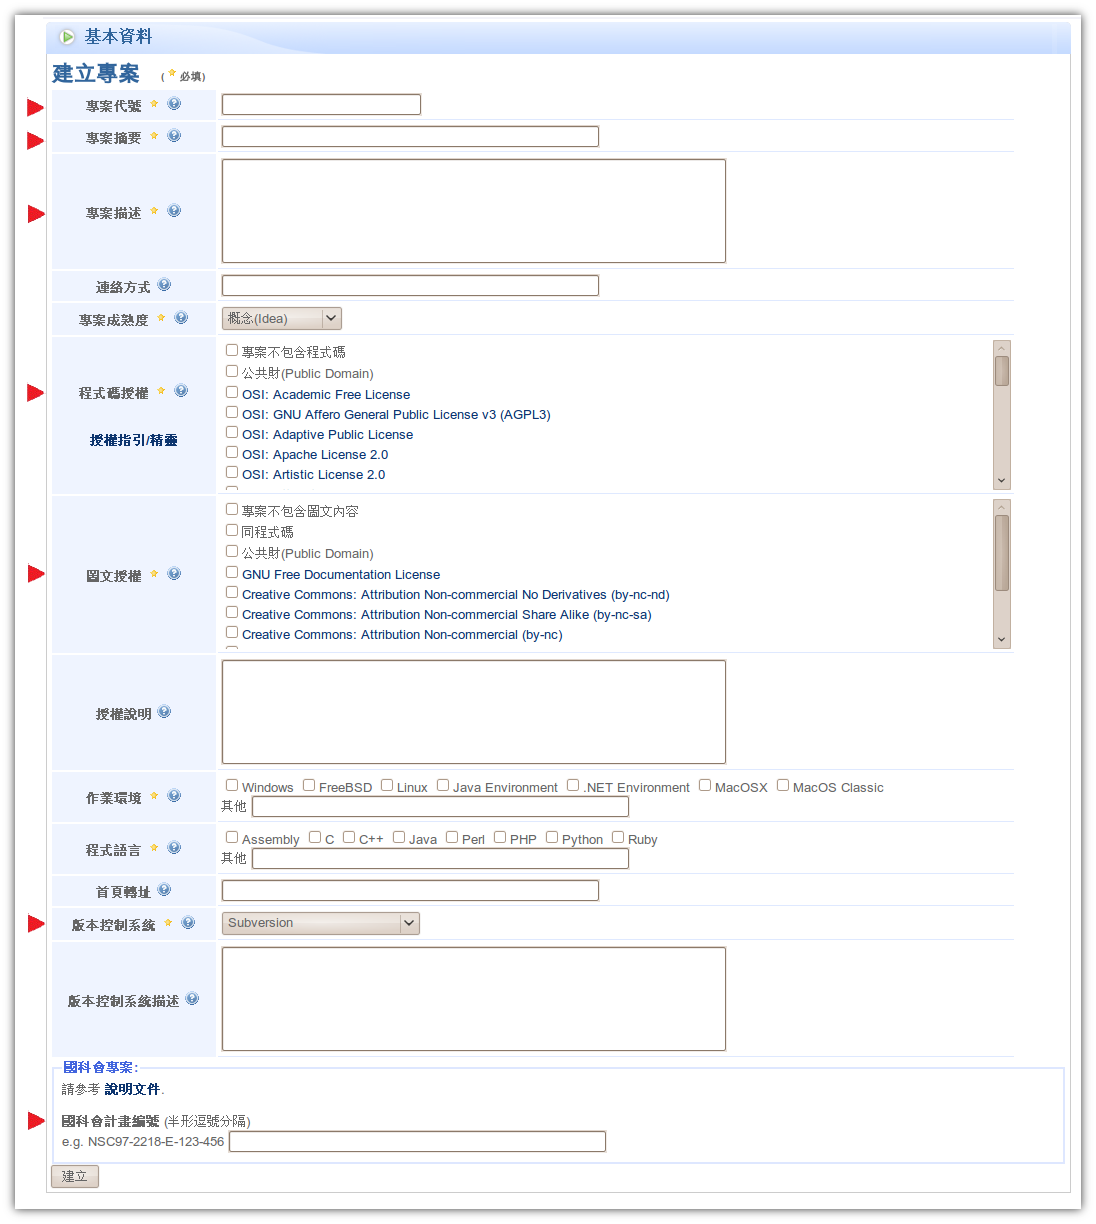 基本資料
建立專案 ( 必填)
專案代號
專案摘要
專案描述
連絡方式
專案成熟度
概念(Idea)
程式碼授權
授權指引/精靈
專案不包含程式碼
公共財(Public Domain)
OSI: Academic Free License
OSI: GNU Affero General Public License v3 (AGPL3)
OSI: Adaptive Public License
OSI: Apache License 2.0
OSI: Artistic License 2.0
圖文授權
專案不包含圖文內容
同程式碼
公共財(Public Domain)
GNU Free Documentation License
Creative Commons: Attribution Non-commercial No Derivatives (by-nc-nd)
Creative Commons: Attribution Non-commercial Share Alike (by-nc-sa)
Creative Commons: Attribution Non-commercial (by-nc)
授權說明
作業環境
Windows FreeBSD Linux Java Environment .NET Environment MacOSX MacOS Classic
其他
程式語言
Assembly C C++ Java Perl PHP Python Ruby
其他
首頁轉址
版本控制系統
Subversion
版本控制系統描述
國科會專案:
請參考 說明文件.
國科會計畫編號 (半形逗號分隔)
e.g. NSC97-2218-E-123-456
建立